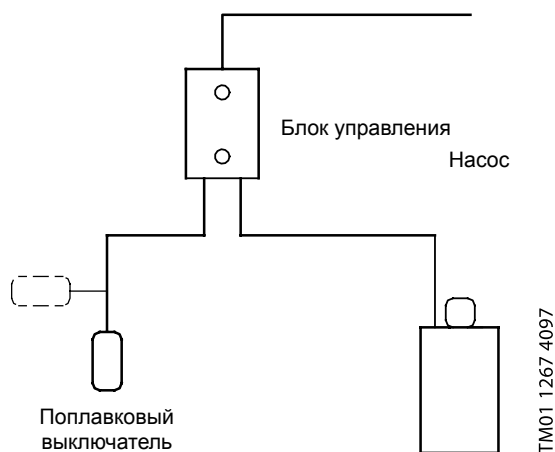 Блок управления
Насос
Поплавковый
выключатель
TM01 1267 4097